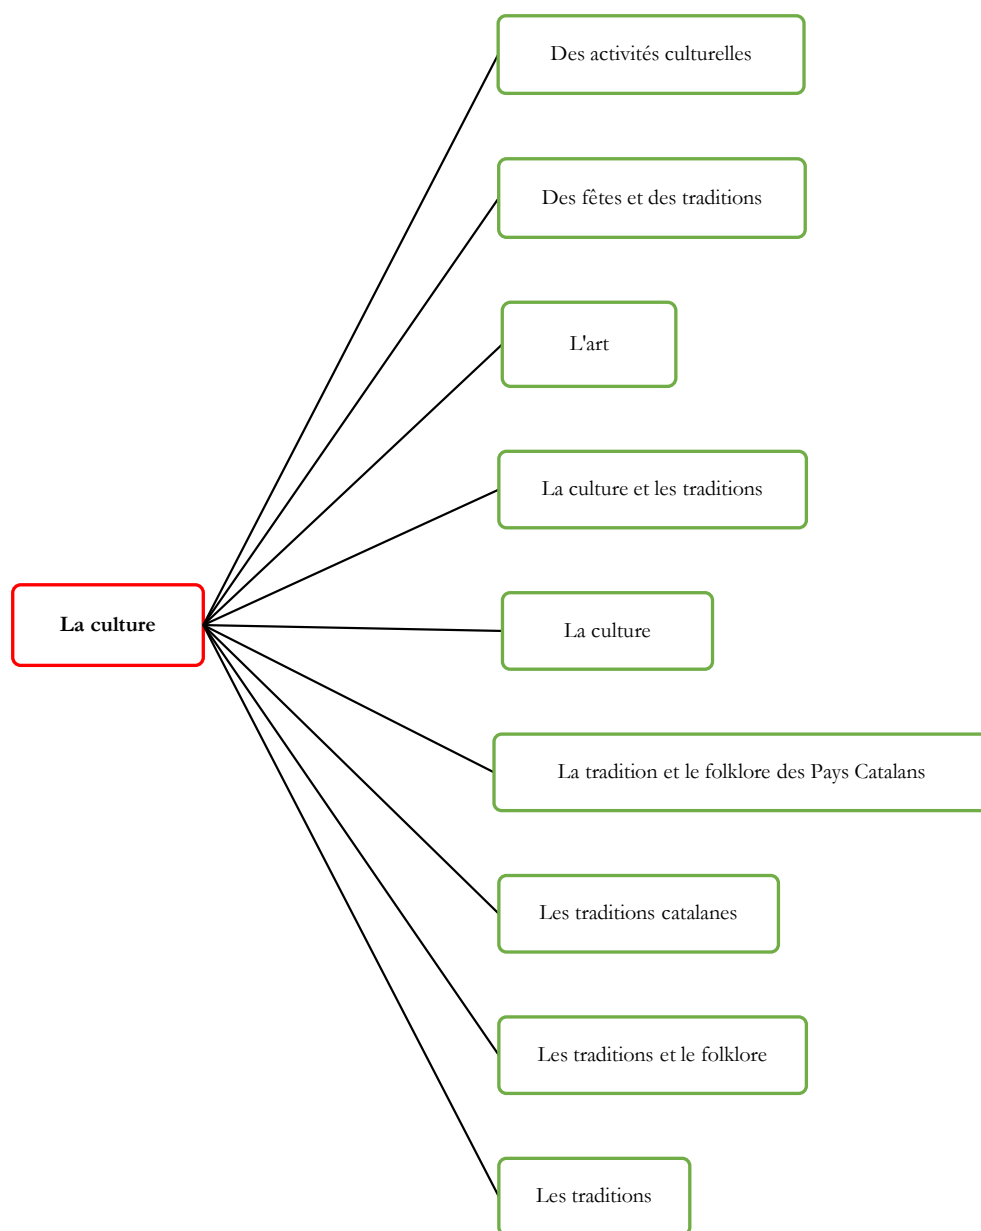 Des activités culturelles
Des fêtes et des traditions
L'art
La culture et les traditions
La culture
La culture
La tradition et le folklore des Pays Catalans
Les traditions catalanes
Les traditions et le folklore
Les traditions